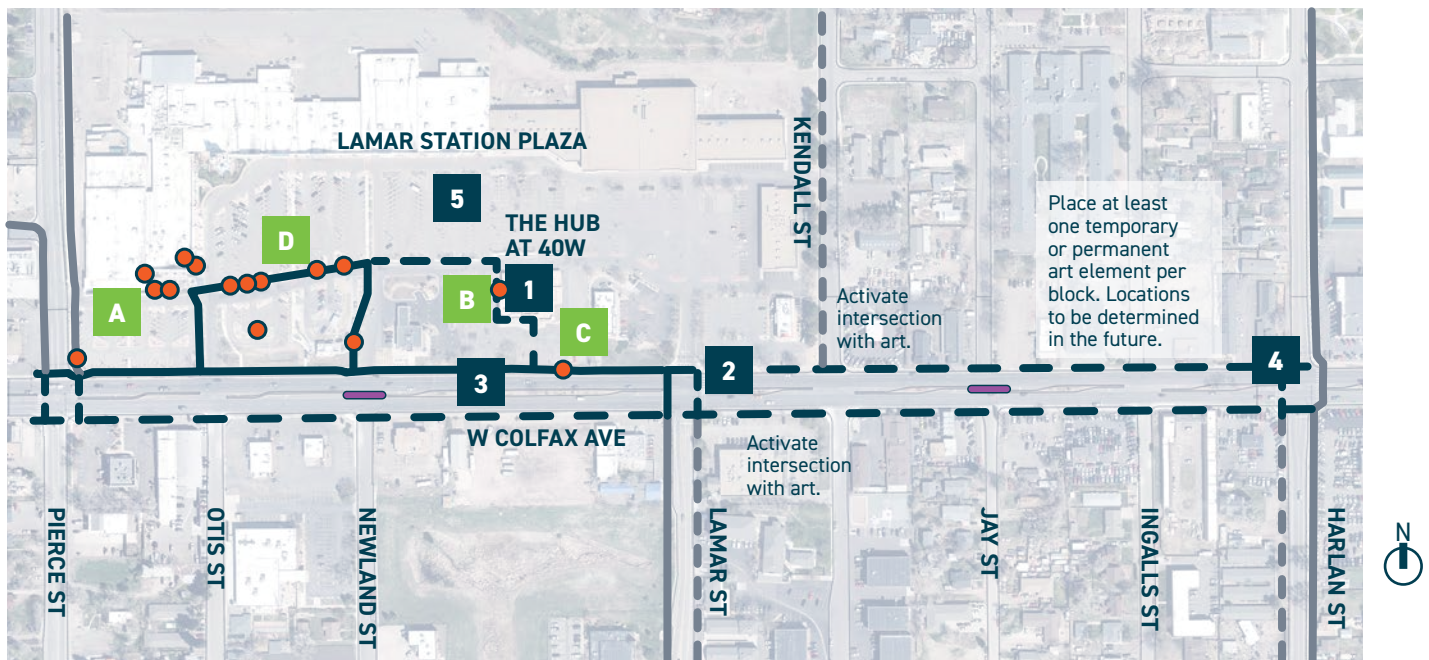 LAMAR STATION PLAZA
5
THE HUB
AT 40W
D
B
1
A
C
KENDALL ST
Activate
intersection
with art.
Place at least
one temporary
or permanent
art element per
block. Locations
to be determined
in the future.
3
2
4
W COLFAX AVE
Activate
intersection
with art.
PIERCE ST
OTIS ST
NEWLAND ST
LAMAR ST
JAY ST
INGALLS ST
HARLAN ST
N